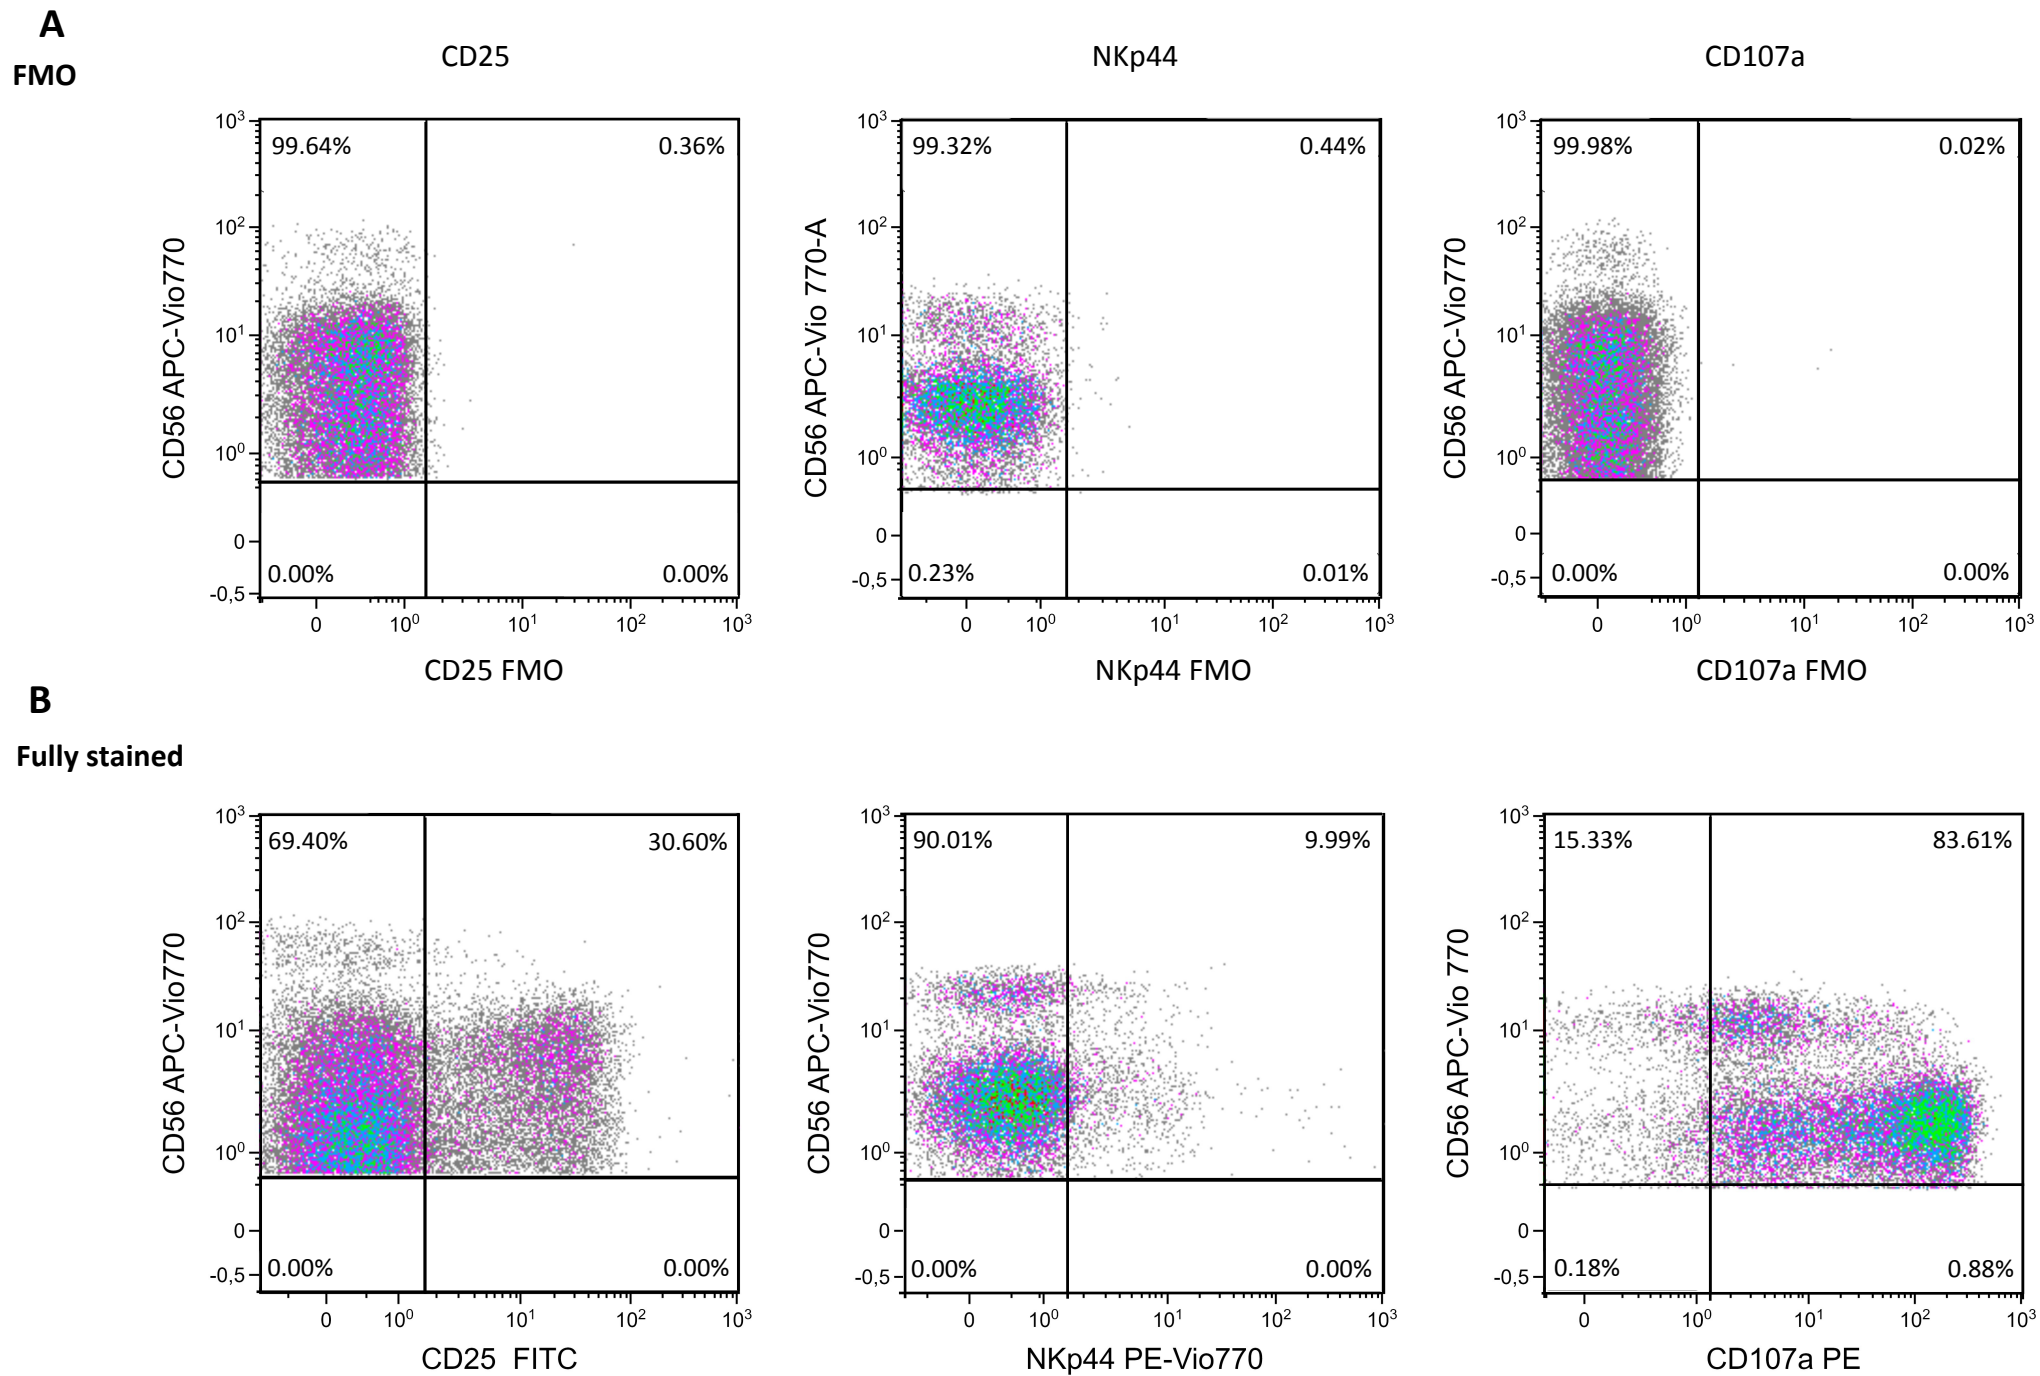 A
FMO
CD25 NKp44 CD107a
10³ 10³ 10³
99.64% 0.36% 99.32% 0.44% 99.98% 0.02%
10² 10² 10²
CD56 APC-Vio770 CD56 APC-Vio 770-A CD56 APC-Vio770
10¹ 10¹ 10¹
10⁰ 10⁰ 10⁰
0 0 0
0.00% 0.00% 0.23% 0.01% 0.00% 0.00%
-0,5 -0,5 -0,5
0 10⁰ 10¹ 10² 10³ 0 10⁰ 10¹ 10² 10³ 0 10⁰ 10¹ 10² 10³
CD25 FMO NKp44 FMO CD107a FMO
B
Fully stained
10³ 10³ 10³
69.40% 30.60% 90.01% 9.99% 15.33% 83.61%
10² 10² 10²
CD56 APC-Vio770 CD56 APC-Vio770 CD56 APC-Vio 770
10¹ 10¹ 10¹
10⁰ 10⁰ 10⁰
0 0 0
0.00% 0.00% 0.00% 0.00% 0.18% 0.88%
-0,5 -0,5 -0,5
0 10⁰ 10¹ 10² 10³ 0 10⁰ 10¹ 10² 10³ 0 10⁰ 10¹ 10² 10³
CD25 FITC NKp44 PE-Vio770 CD107a PE